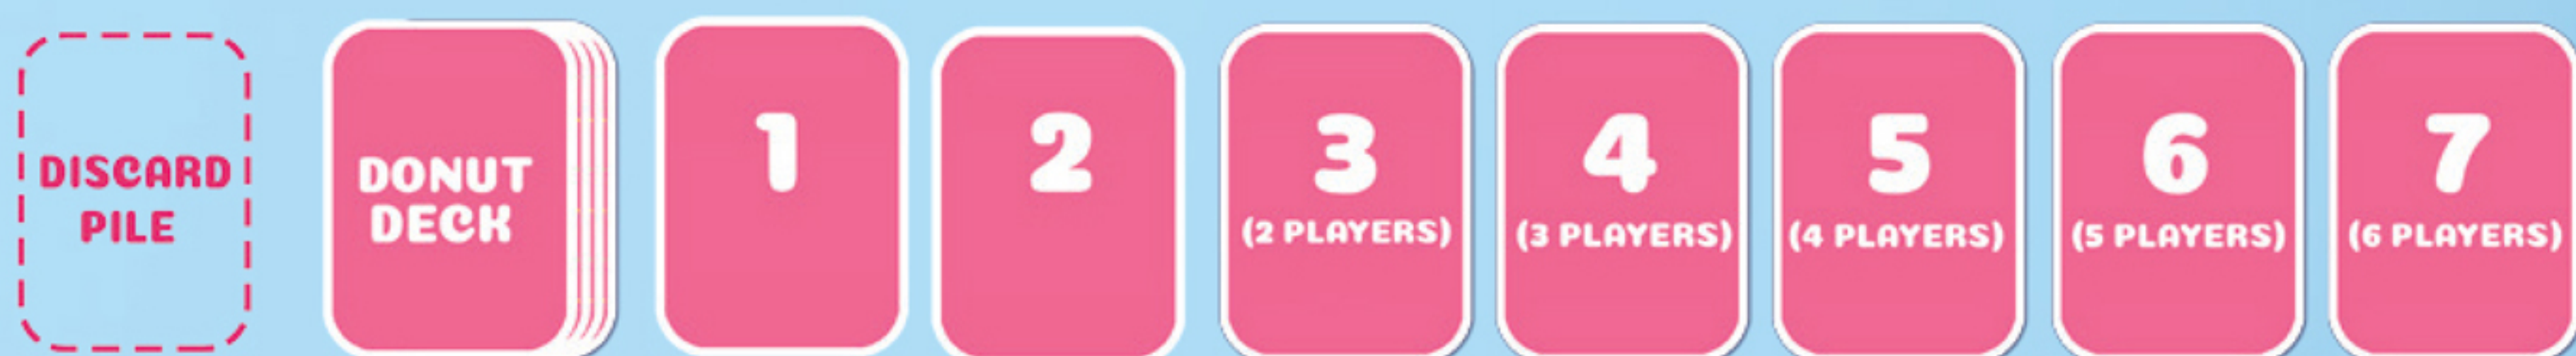 DISCARD
PILE
DONUT
DECK
1
2
3
(2 PLAYERS)
4
(3 PLAYERS)
5
(4 PLAYERS)
6
(5 PLAYERS)
7
(6 PLAYERS)